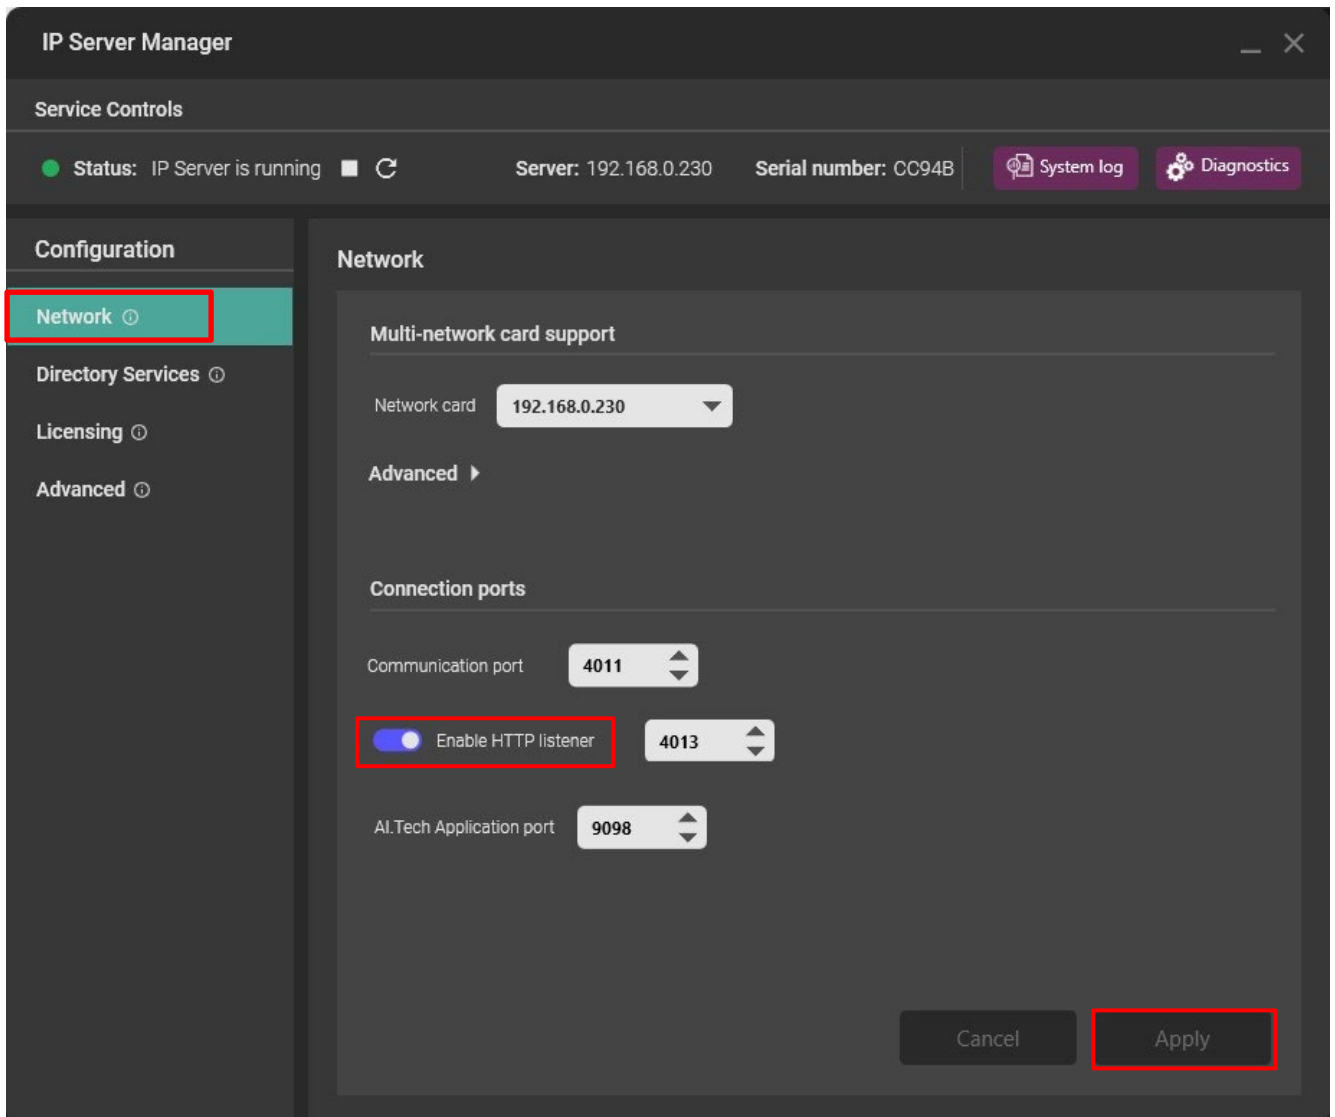 IP Server Manager
Service Controls
Status: IP Server is running Server: 192.168.0.230 Serial number: CC94B System log Diagnostics
Configuration
Network
Directory Services
Licensing
Advanced
Network
Multi-network card support
Network card 192.168.0.230
Advanced
Connection ports
Communication port 4011
Enable HTTP listener 4013
AI.Tech Application port 9098
Cancel Apply